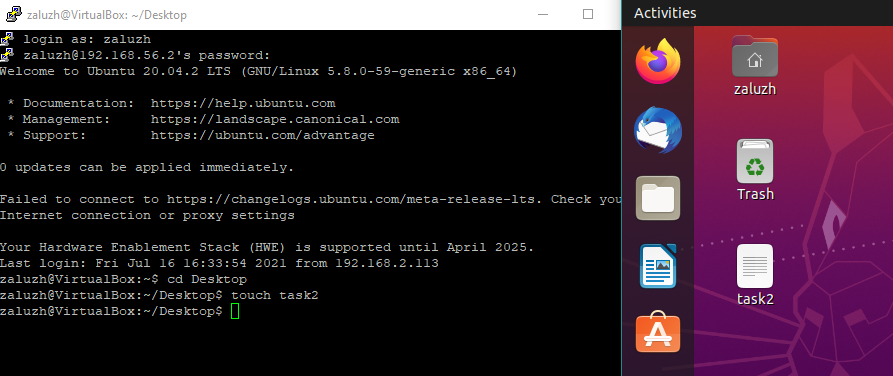 zaluzh@VirtualBox: ~/Desktop
login as: zaluzh
zaluzh@192.168.56.2's password:
Welcome to Ubuntu 20.04.2 LTS (GNU/Linux 5.8.0-59-generic x86_64)
* Documentation: https://help.ubuntu.com
* Management: https://landscape.canonical.com
* Support: https://ubuntu.com/advantage
0 updates can be applied immediately.
Failed to connect to https://changelogs.ubuntu.com/meta-release-lts. Check you
Internet connection or proxy settings
Your Hardware Enablement Stack (HWE) is supported until April 2025.
Last login: Fri Jul 16 16:33:54 2021 from 192.168.2.113
zaluzh@VirtualBox:~$ cd Desktop
zaluzh@VirtualBox:~/Desktop$ touch task2
zaluzh@VirtualBox:~/Desktop$
Activities
zaluzh
Trash
task2